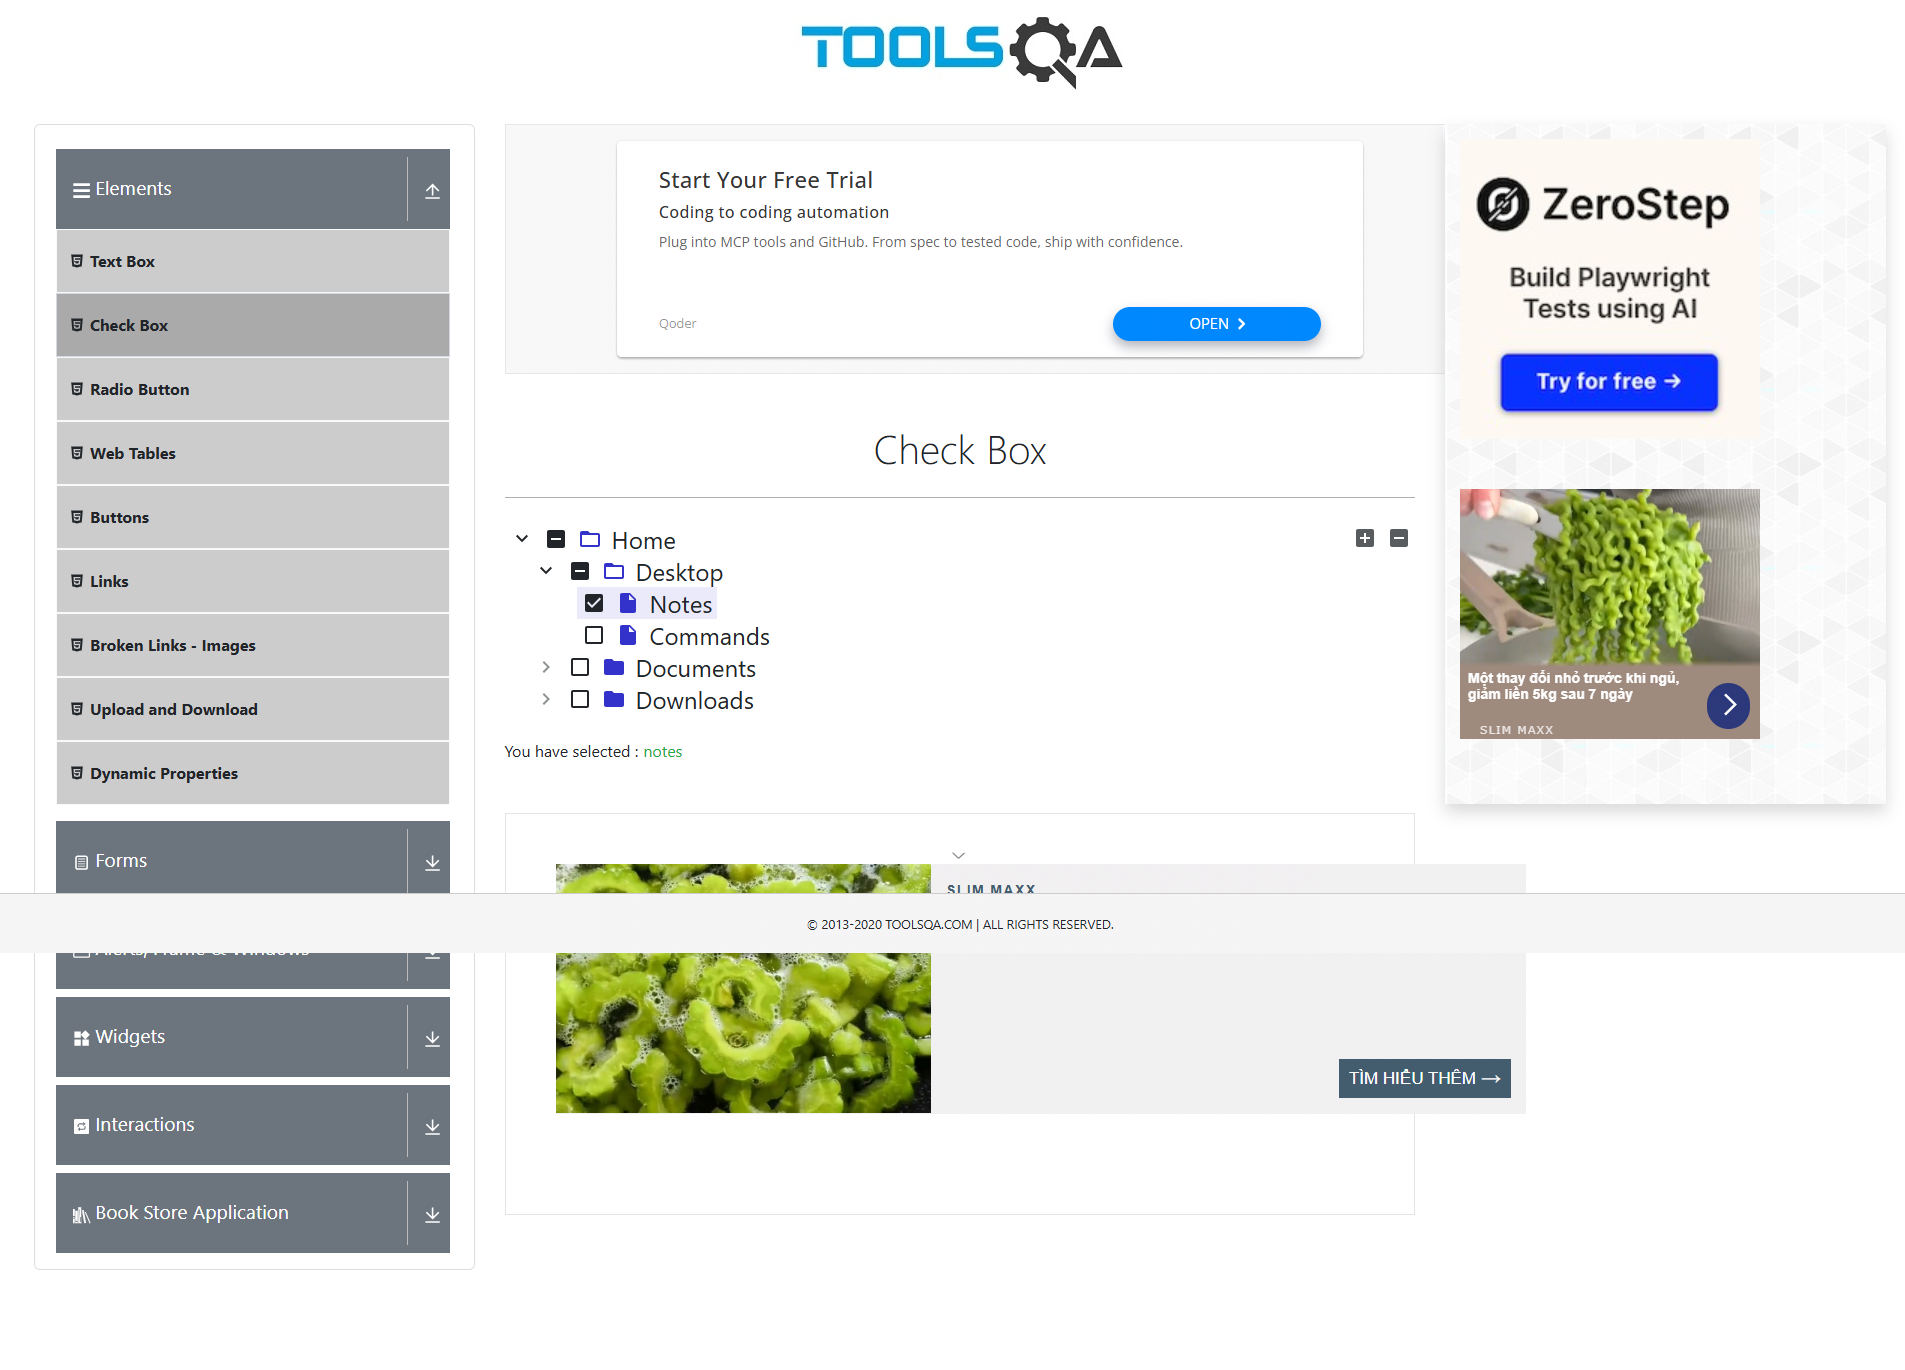 TOOLSQA
Elements
Text Box
Check Box
Radio Button
Web Tables
Buttons
Links
Broken Links - Images
Upload and Download
Dynamic Properties
Forms
Alerts, Frame & Windows
Widgets
Interactions
Book Store Application
Start Your Free Trial
Coding to coding automation
Plug into MCP tools and GitHub. From spec to tested code, ship with confidence.
Qoder
OPEN
Check Box
Home
Desktop
Notes
Commands
Documents
Downloads
You have selected : notes
SLIM MAXX
TÌM HIỂU THÊM →
ZeroStep
Build Playwright
Tests using AI
Try for free →
Một thay đổi nhỏ trước khi ngủ,
giảm liền 5kg sau 7 ngày
SLIM MAXX
© 2013-2020 TOOLSQA.COM | ALL RIGHTS RESERVED.